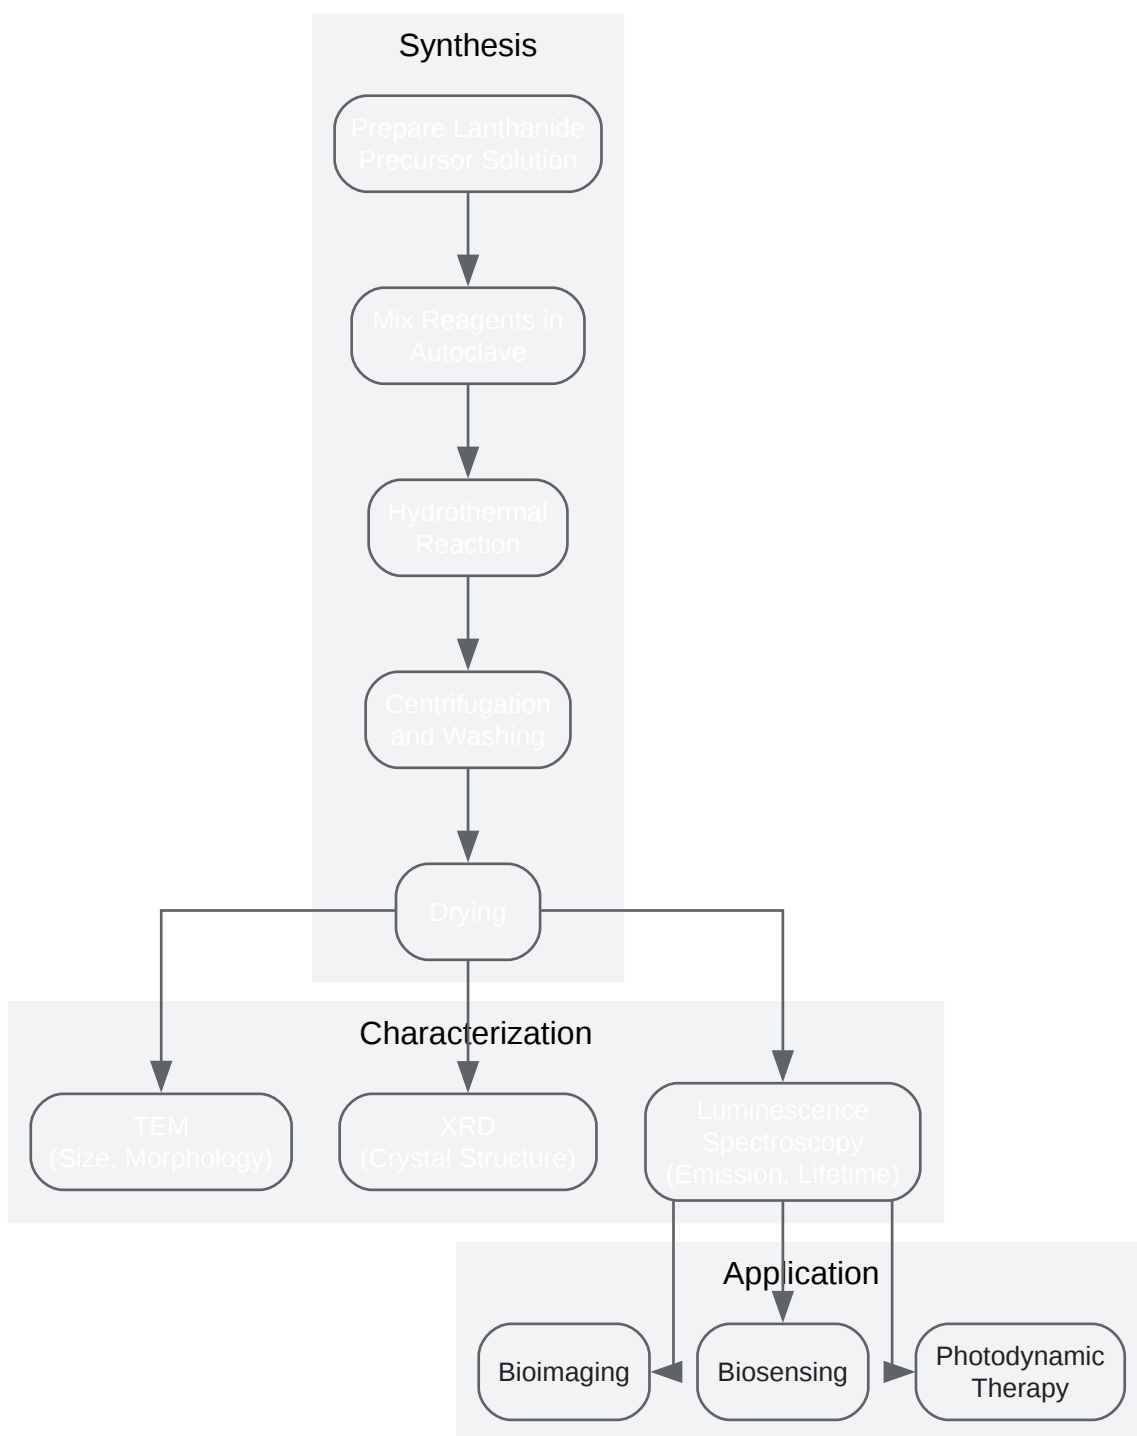 Synthesis
Prepare Lanthanide
Precursor Solution
Mix Reagents in
Autoclave
Hydrothermal
Reaction
Centrifugation
and Washing
Drying
Characterization
TEM
(Size, Morphology)
XRD
(Crystal Structure)
Luminescence
Spectroscopy
(Emission, Lifetime)
Application
Bioimaging
Biosensing
Photodynamic
Therapy